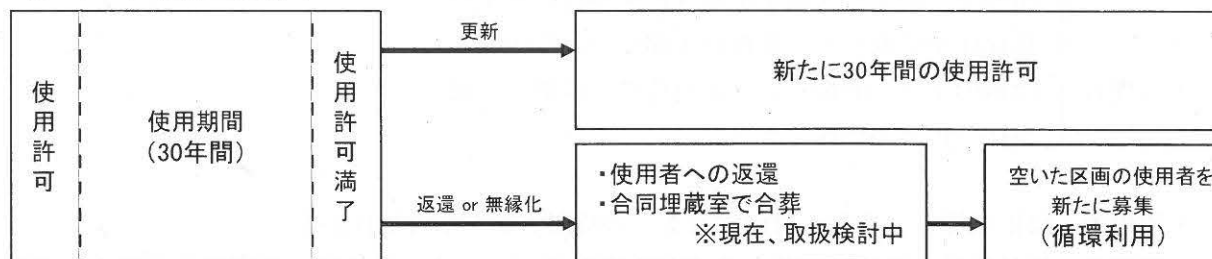 使用許可
使用期間
(30年間)
使用許可満了
更新
新たに30年間の使用許可
返還 or 無縁化
・使用者への返還
・合同埋蔵室で合葬
※現在、取扱検討中
空いた区画の使用者を
新たに募集
(循環利用)